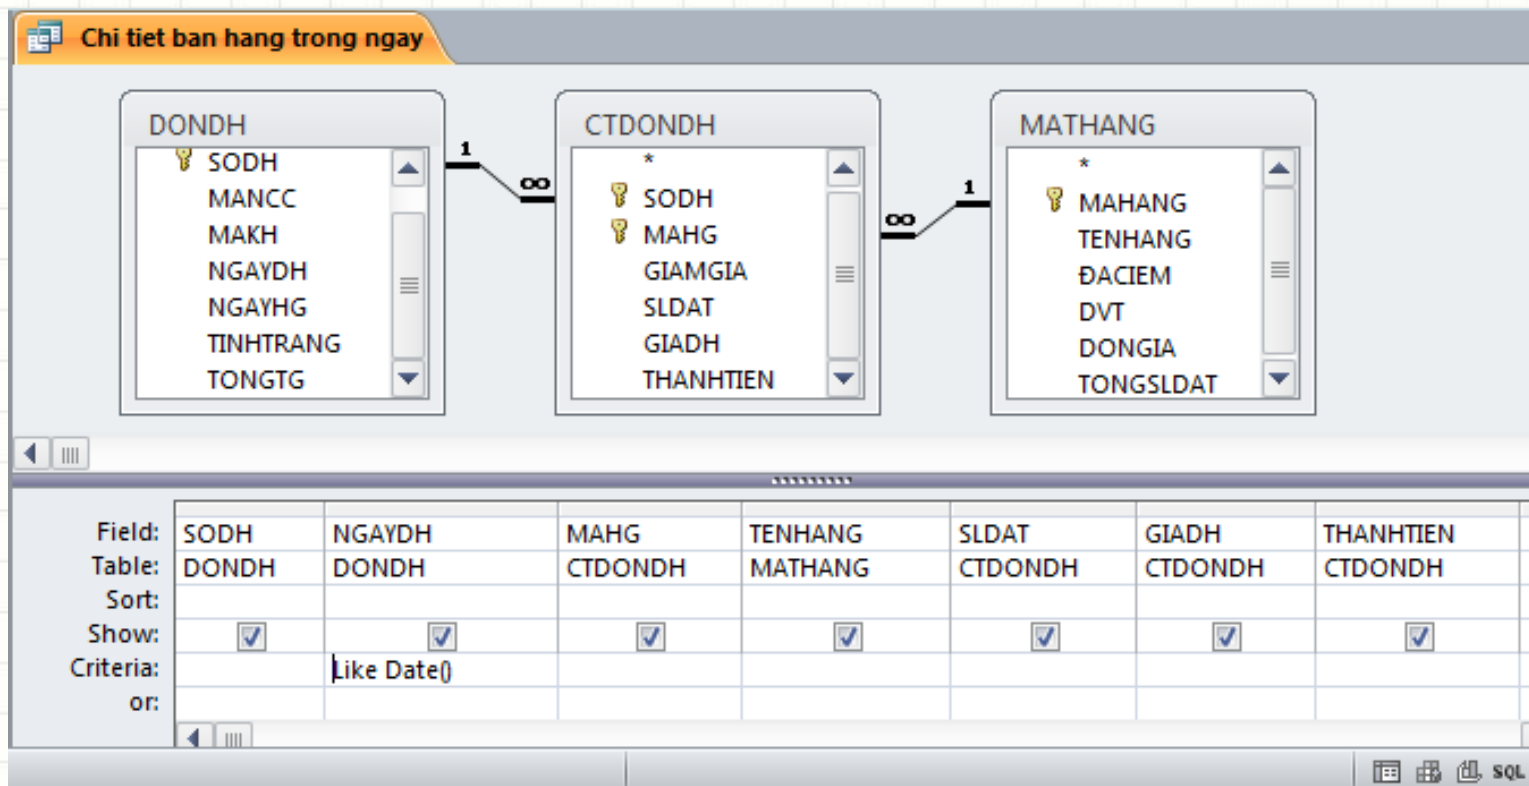 Chi tiet ban hang trong ngay
DONDH
SODH
MANCC
MAKH
NGAYDH
NGAYHG
TINHTRANG
TONGTG
1
∞
CTDONDH
*
SODH
MAHG
GIAMGIA
SLDAT
GIADH
THANHTIEN
∞
1
MATHANG
*
MAHANG
TENHANG
ĐACIEM
DVT
DONGIA
TONGSLDAT
Field: SODH NGAYDH MAHG TENHANG SLDAT GIADH THANHTIEN
Table: DONDH DONDH CTDONDH MATHANG CTDONDH CTDONDH CTDONDH
Sort:
Show:
Criteria: Like Date()
or:
SQL